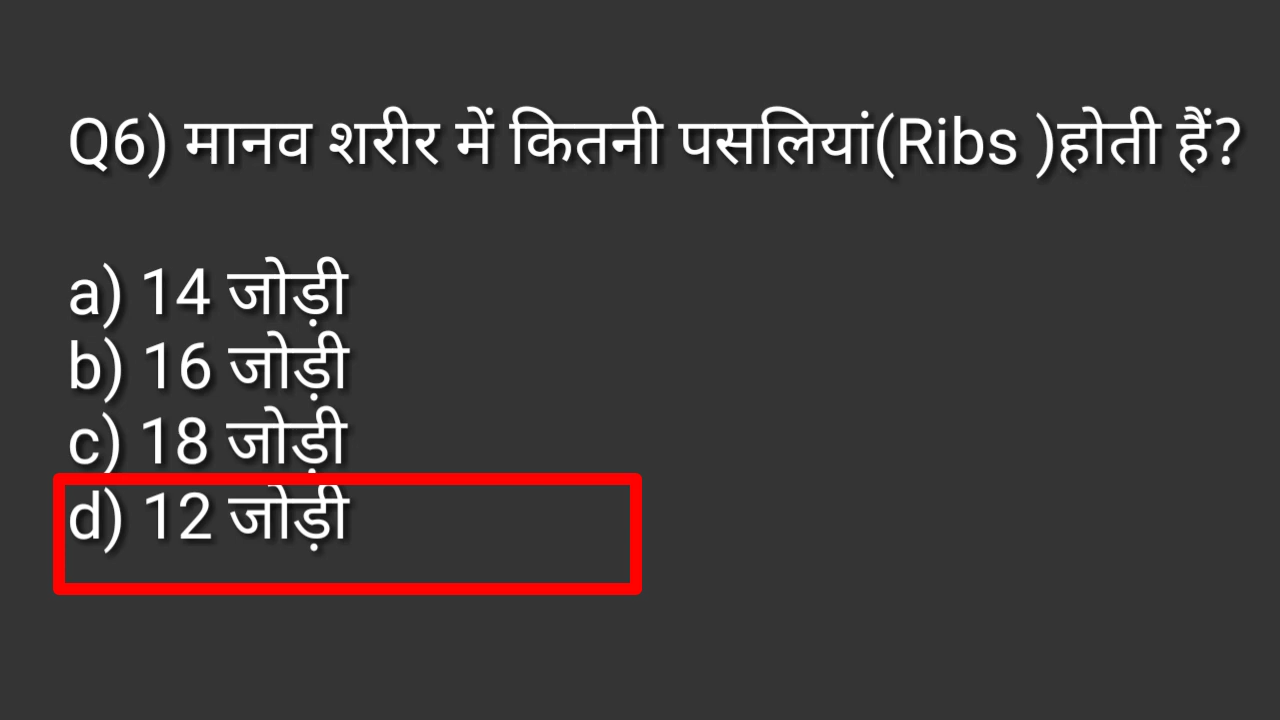 Q6) मानव शरीर में कितनी पसलियां(Ribs )होती हैं?
a) 14 जोड़ी
b) 16 जोड़ी
c) 18 जोड़ी
d) 12 जोड़ी